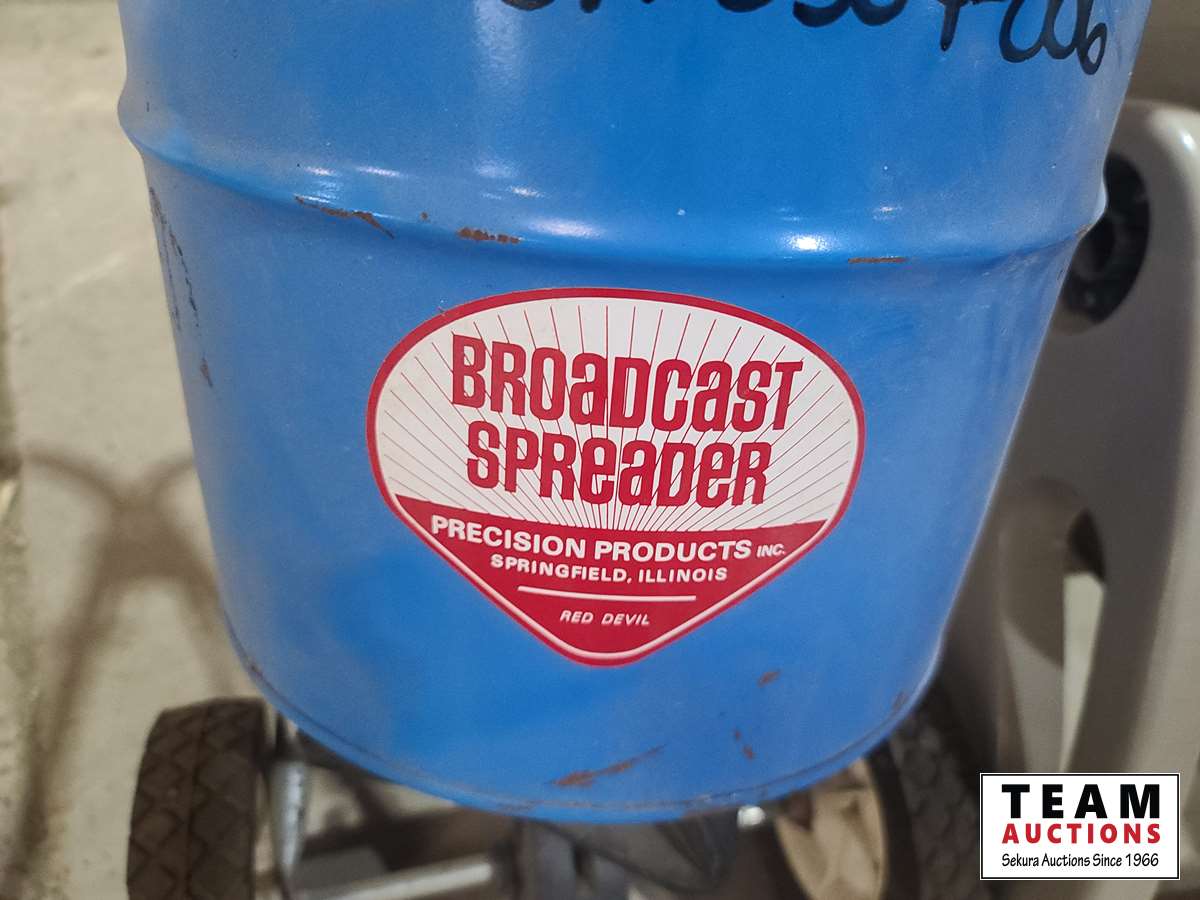 BROADCAST
SPREADER
PRECISION PRODUCTS INC.
SPRINGFIELD, ILLINOIS
RED DEVIL
TEAM
AUCTIONS
Sekura Auctions Since 1966